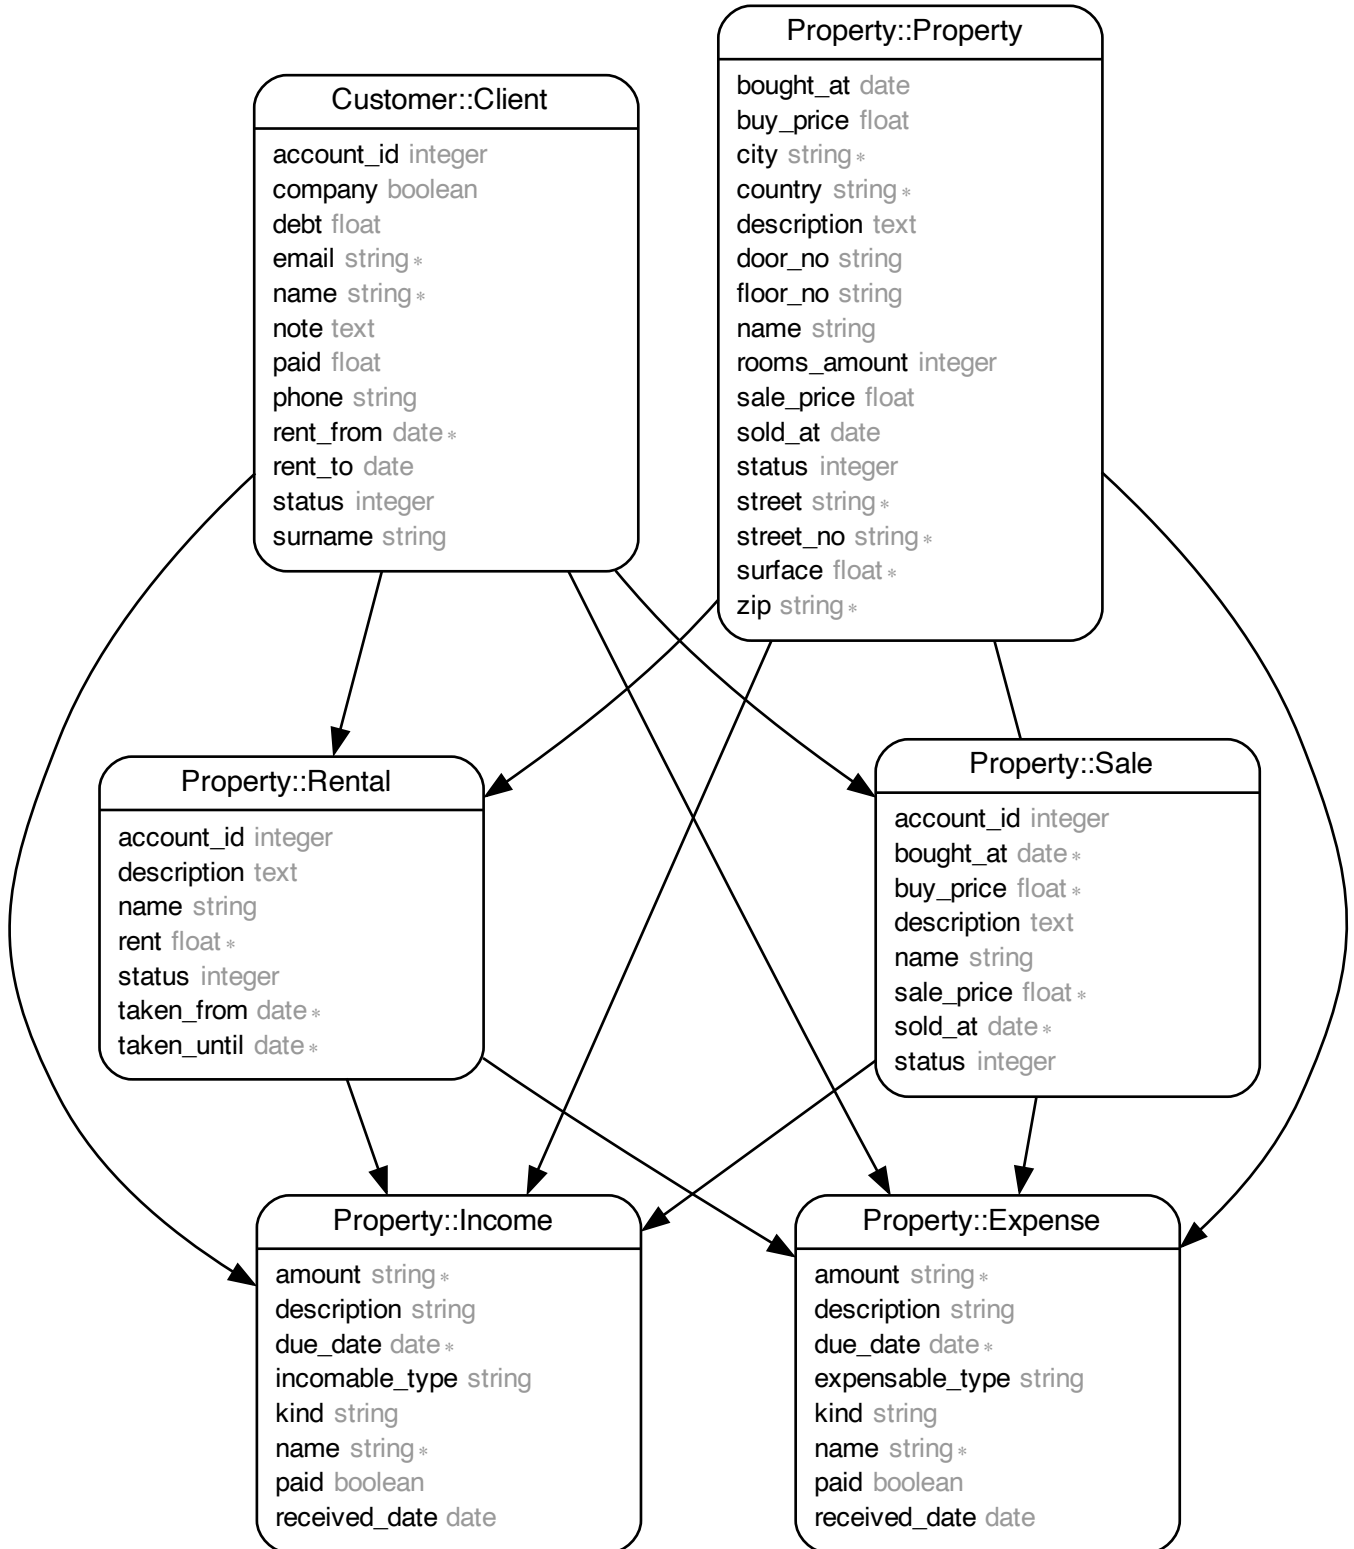 Property::Property
bought_at date
buy_price float
city string *
country string *
description text
door_no string
floor_no string
name string
rooms_amount integer
sale_price float
sold_at date
status integer
street string *
street_no string *
surface float *
zip string *
Customer::Client
account_id integer
company boolean
debt float
email string *
name string *
note text
paid float
phone string
rent_from date *
rent_to date
status integer
surname string
Property::Rental
account_id integer
description text
name string
rent float *
status integer
taken_from date *
taken_until date *
Property::Sale
account_id integer
bought_at date *
buy_price float *
description text
name string
sale_price float *
sold_at date *
status integer
Property::Income
amount string *
description string
due_date date *
incomable_type string
kind string
name string *
paid boolean
received_date date
Property::Expense
amount string *
description string
due_date date *
expensable_type string
kind string
name string *
paid boolean
received_date date